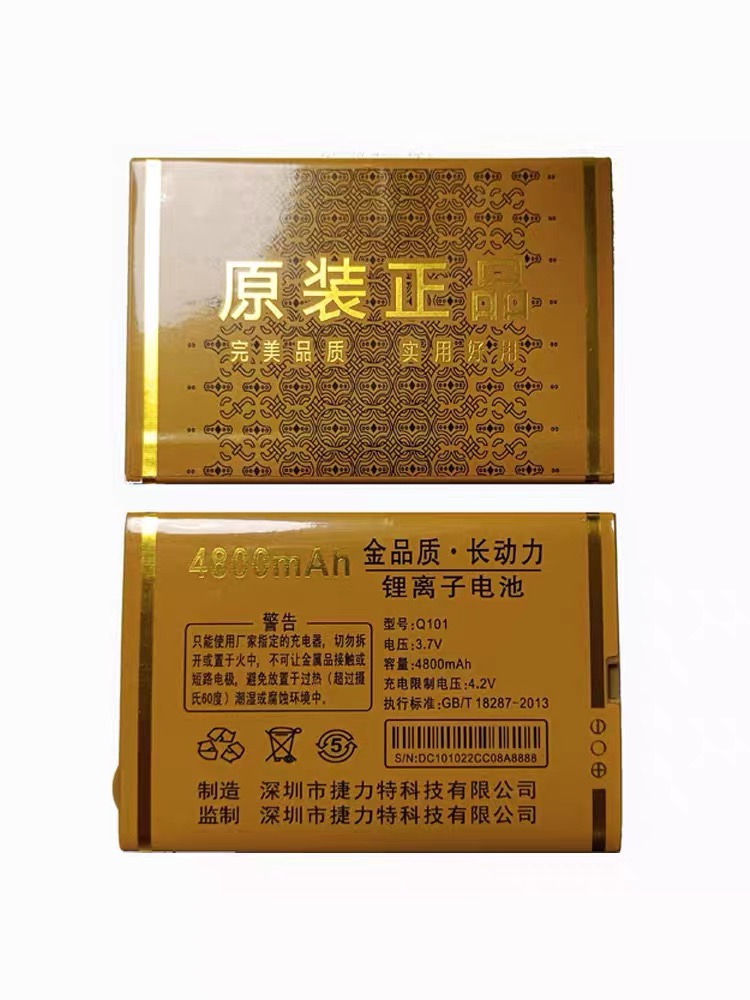 原装正品
完美品质 实用好用
4800mAh 金品质·长动力
锂离子电池
警告
只能使用厂家指定的充电器，切勿拆
开或置于火中，不可让金属品接触或
短路电极，避免放置于过热（超过摄
氏60度）潮湿或腐蚀环境中。
型号:Q101
电压:3.7V
容量:4800mAh
充电限制电压:4.2V
执行标准:GB/T 18287-2013
5
S/N:DC101022CC08A8888
制造 深圳市捷力特科技有限公司
监制 深圳市捷力特科技有限公司